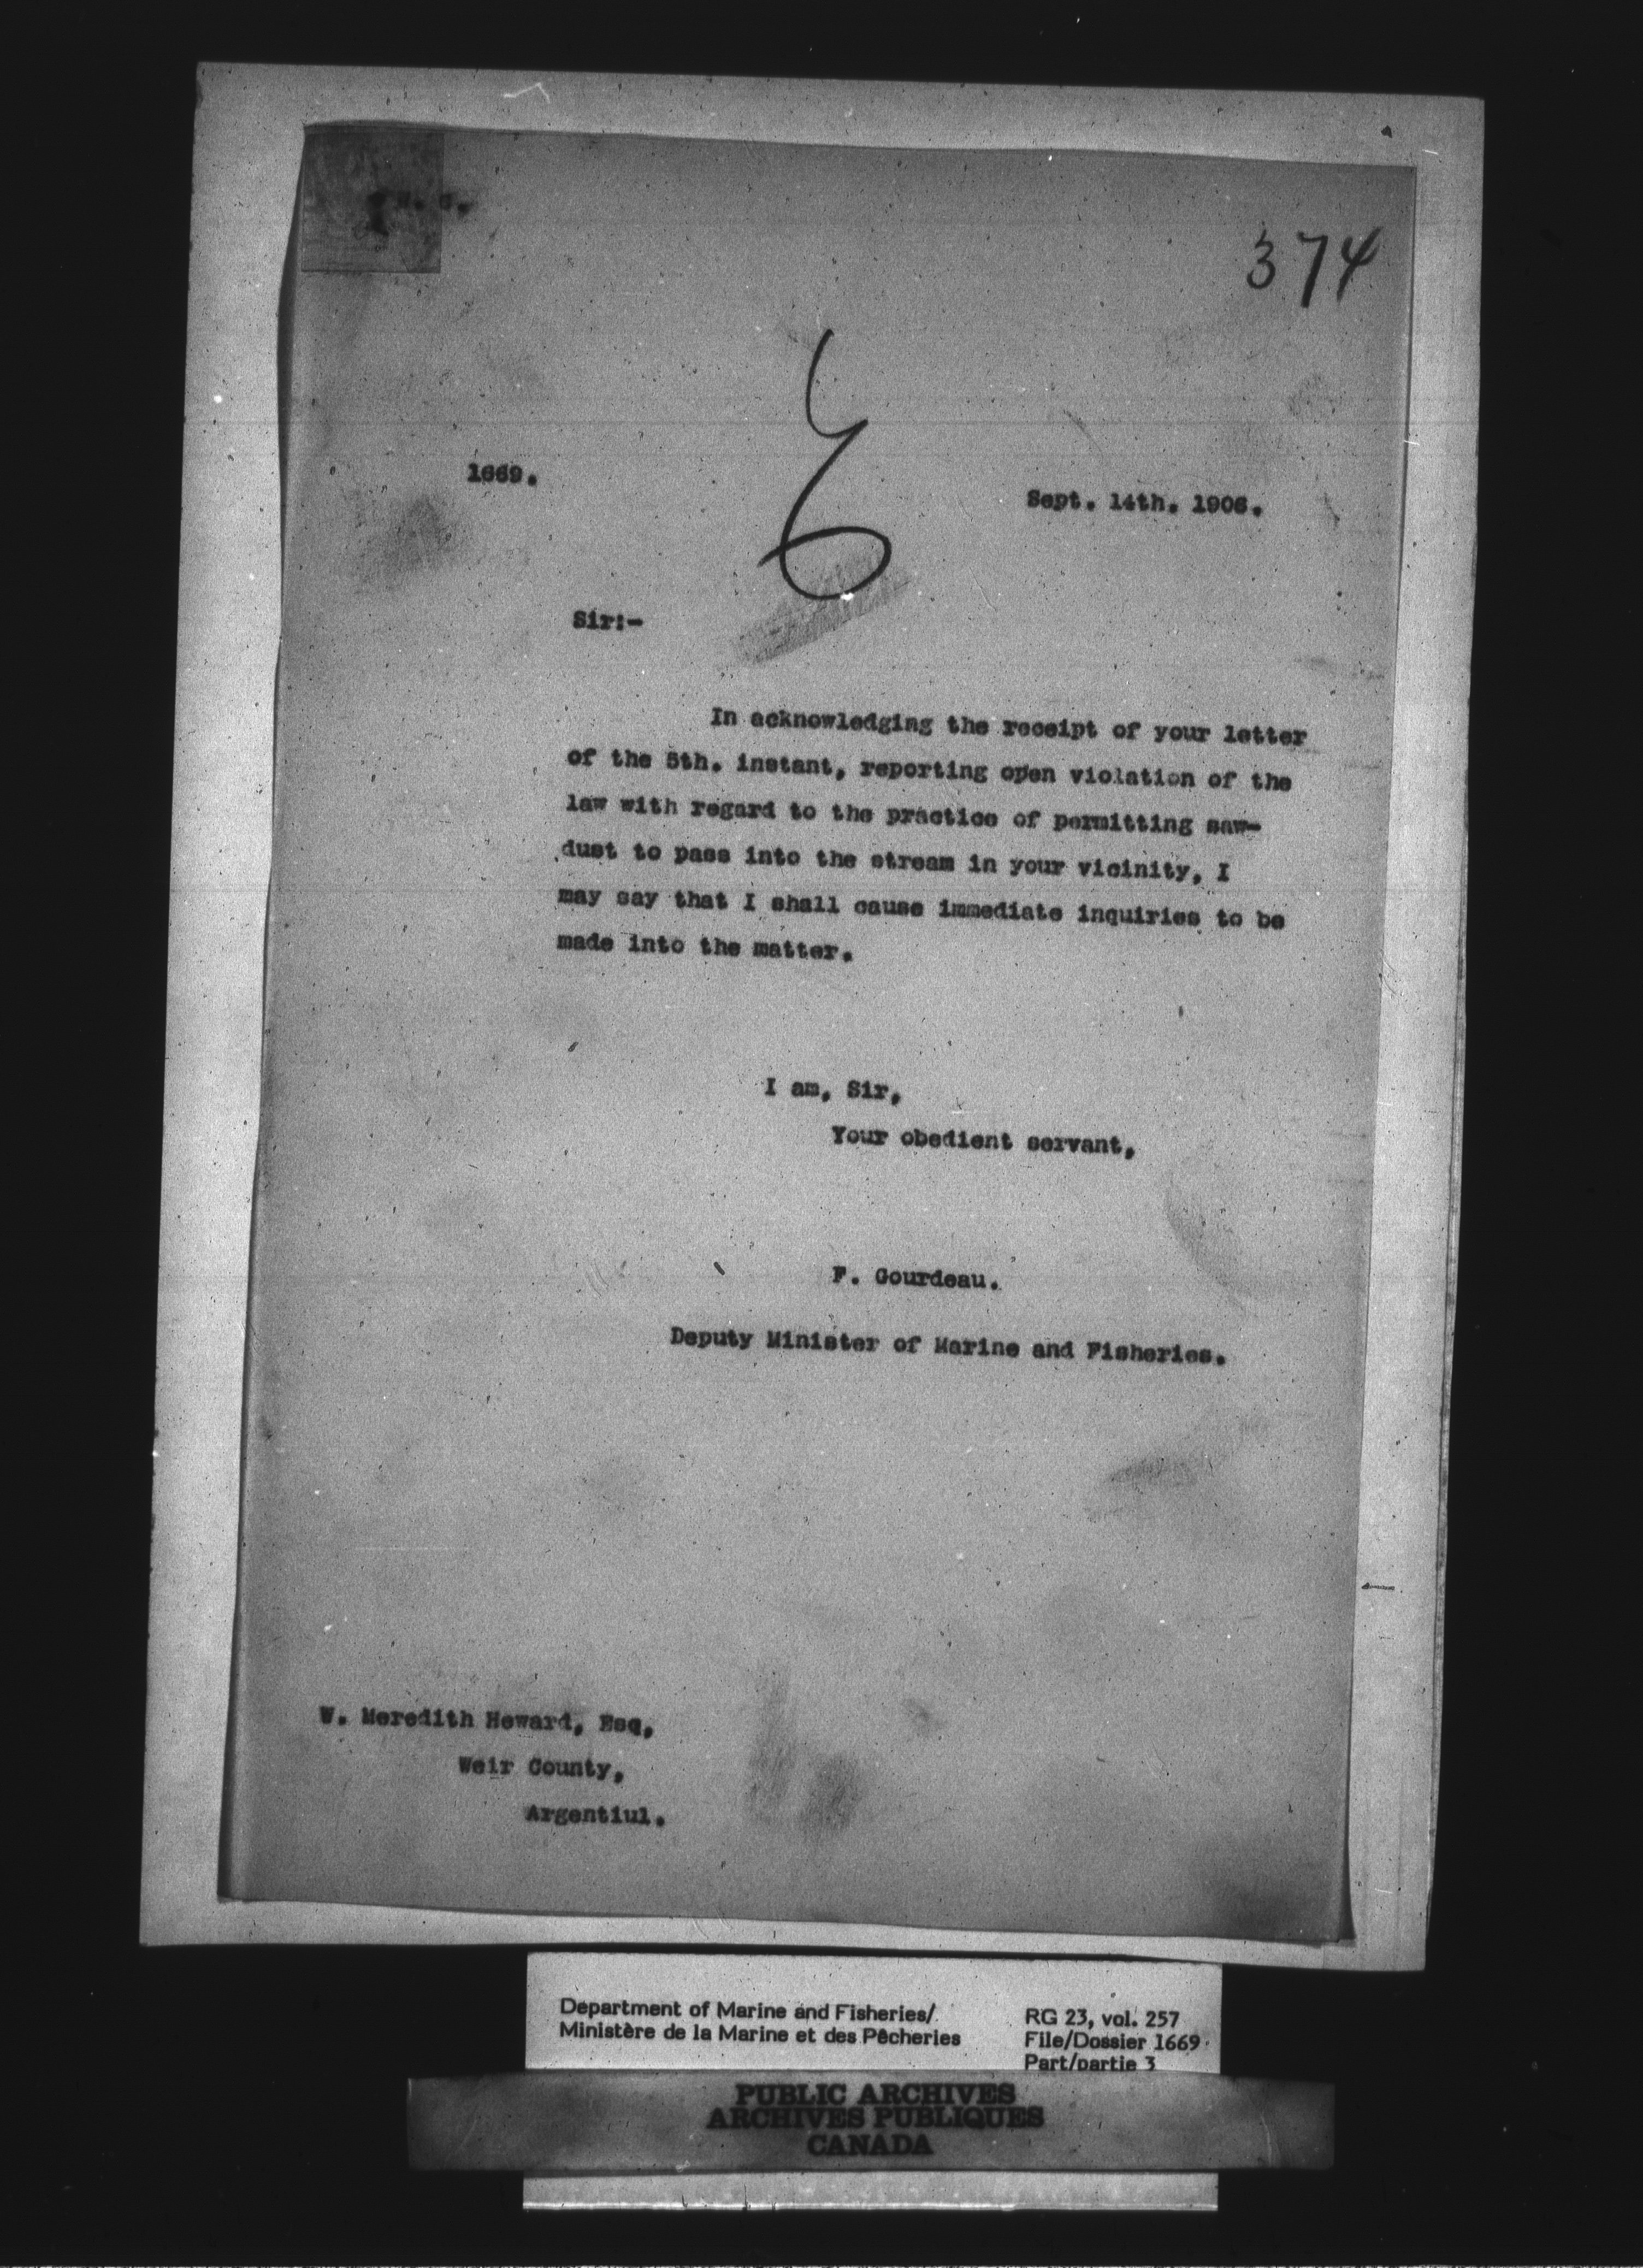 374
1669.
Sept. 14th. 1906.
Sir:-
In acknowledging the receipt of your letter
of the 5th. instant, reporting open violation of the
law with regard to the practice of permitting saw-
dust to pass into the stream in your vicinity, I
may say that I shall cause immediate inquiries to be
made into the matter.
I am, Sir,
Your obedient servant,
F. Gourdeau.
Deputy Minister of Marine and Fisheries.
W. Meredith Heward, Esq,
Weir County,
Argentiul.
Department of Marine and Fisheries/
Ministère de la Marine et des Pêcheries
RG 23, vol. 257
File/Dossier 1669
Part/partie 3
PUBLIC ARCHIVES
ARCHIVES PUBLIQUES
CANADA